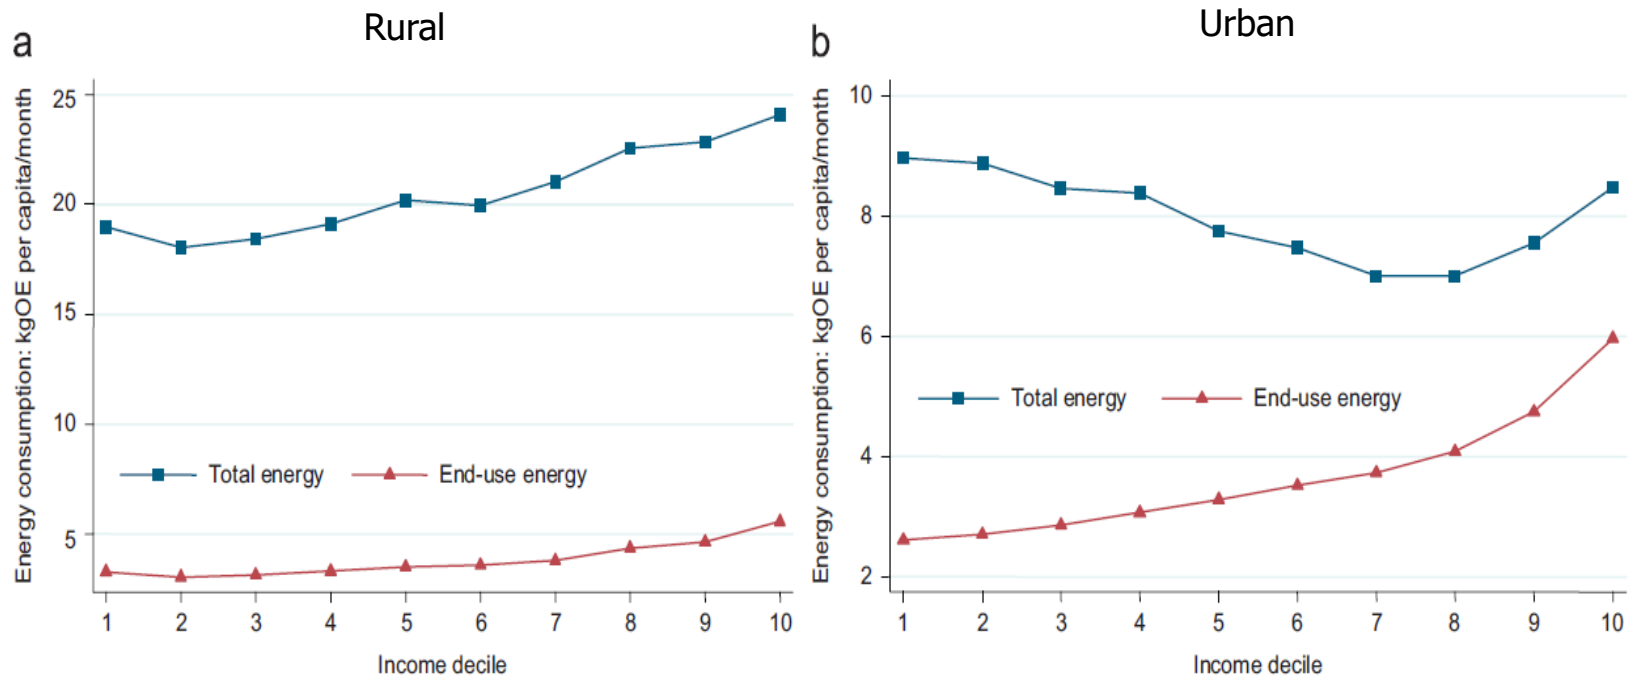 a
Rural
Energy consumption: kgOE per capita/month
25
20
15
10
5
Total energy
End-use energy
1 2 3 4 5 6 7 8 9 10
Income decile
b
Urban
Energy consumption: kgOE per capita/month
10
8
6
4
2
Total energy
End-use energy
1 2 3 4 5 6 7 8 9 10
Income decile